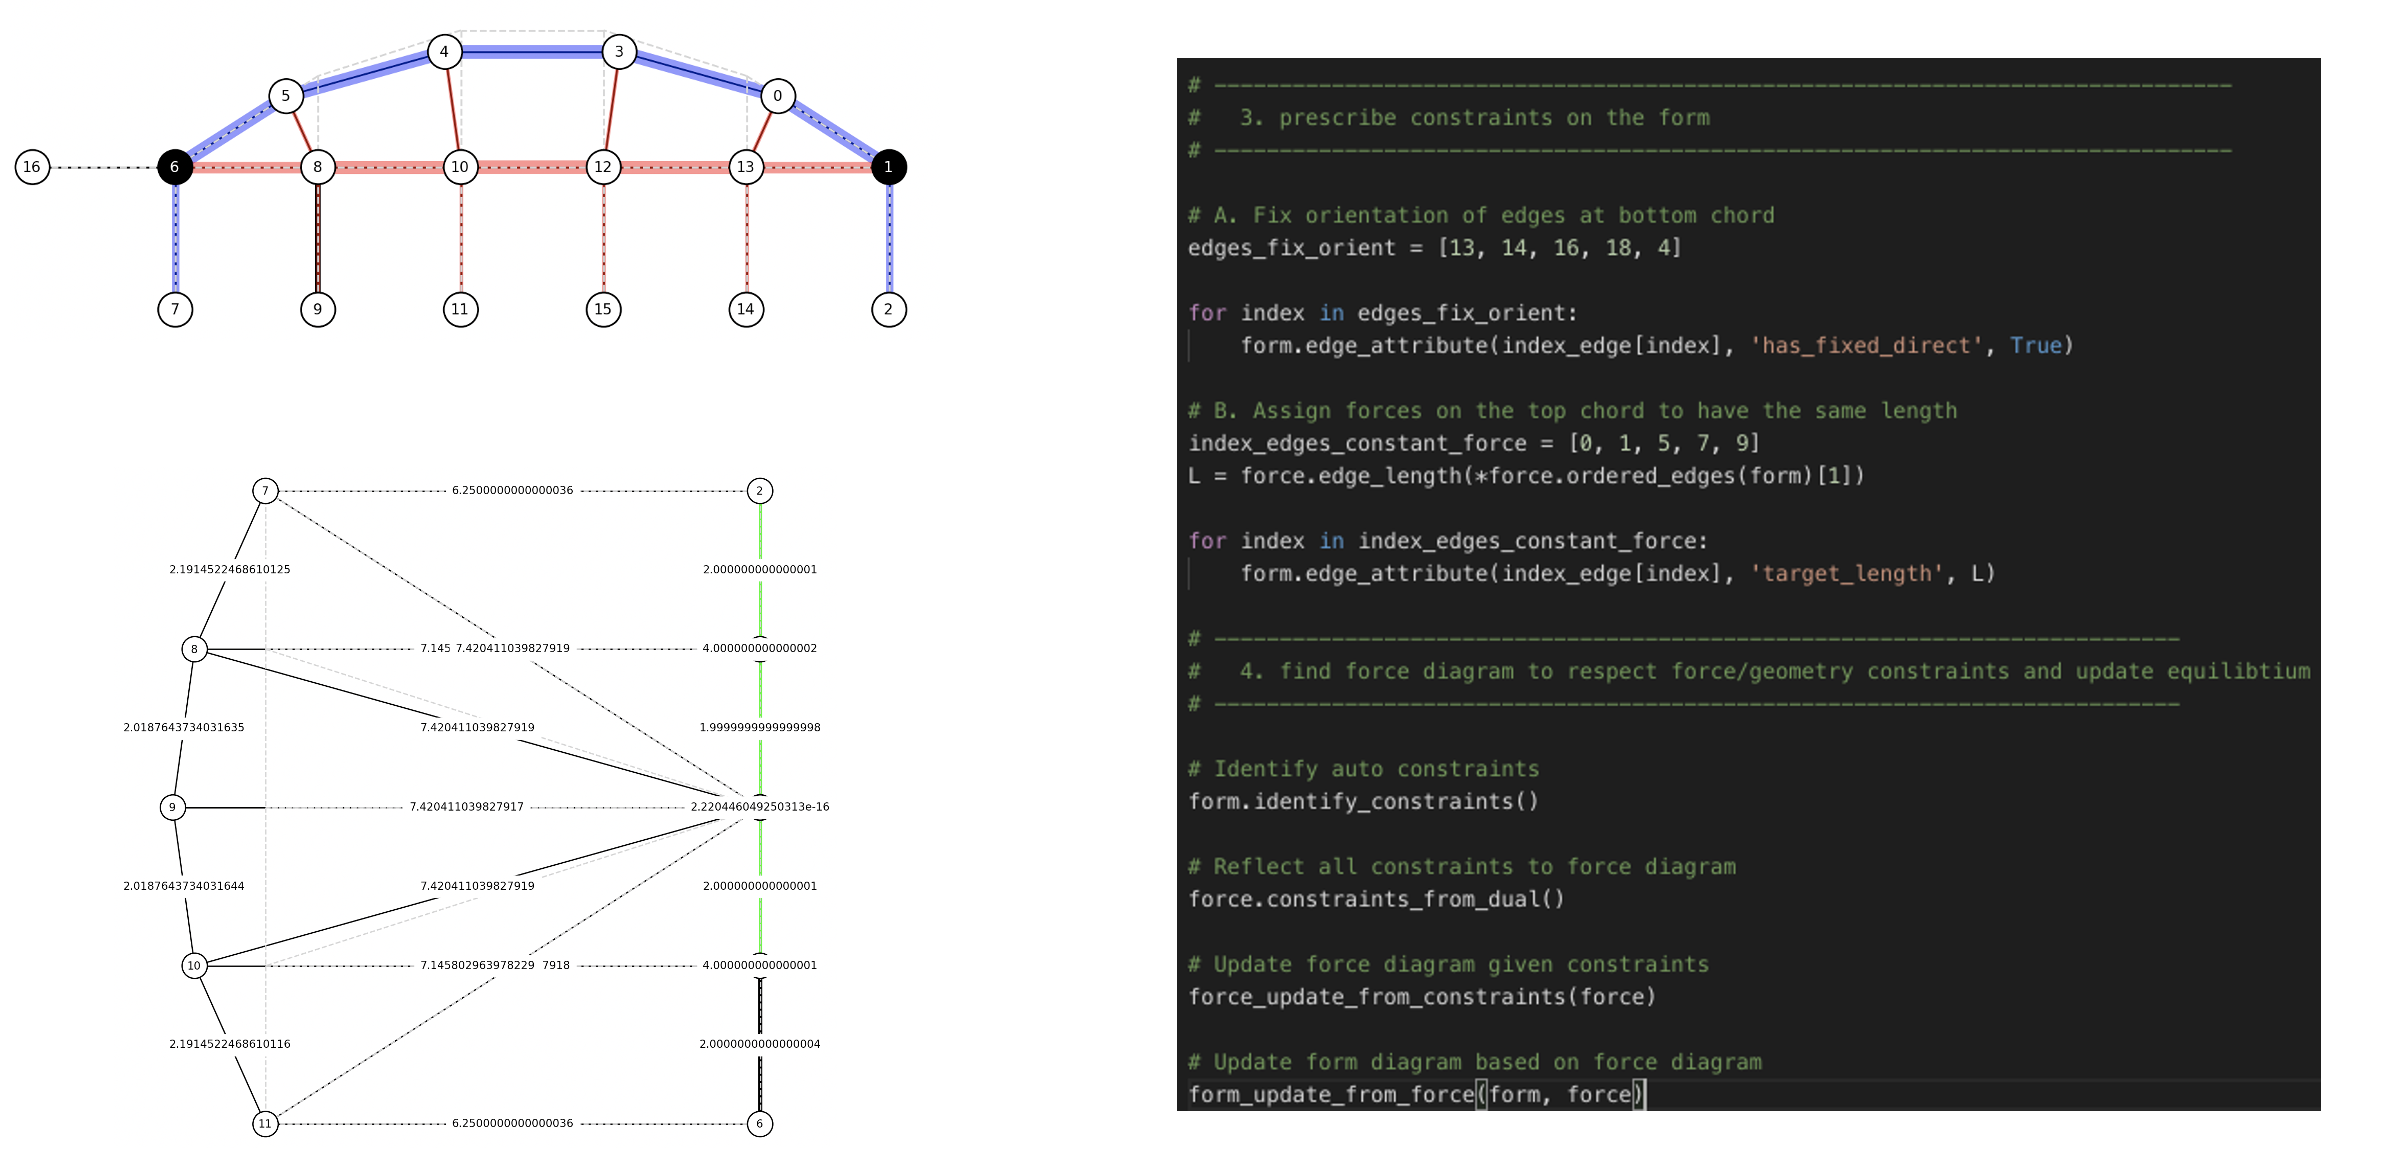 4
3
5
0
16
6
8
10
12
13
1
7
9
11
15
14
2
7
6.2500000000000036
2
2.1914522468610125
2.000000000000001
8
7.145
7.420411039827919
4.000000000000002
2.0187643734031635
7.420411039827919
1.9999999999999998
9
7.420411039827917
2.220446049250313e-16
2.0187643734031644
7.420411039827919
2.000000000000001
10
7.145802963978229
7918
4.000000000000001
2.1914522468610116
2.0000000000000004
11
6.2500000000000036
6
# ——————————————————————————————
#   3. prescribe constraints on the form
# ——————————————————————————————
# A. Fix orientation of edges at bottom chord
edges_fix_orient = [13, 14, 16, 18, 4]
for index in edges_fix_orient:
    form.edge_attribute(index_edge[index], 'has_fixed_direct', True)
# B. Assign forces on the top chord to have the same length
index_edges_constant_force = [0, 1, 5, 7, 9]
L = force.edge_length(*force.ordered_edges(form)[1])
for index in index_edges_constant_force:
    form.edge_attribute(index_edge[index], 'target_length', L)
# ——————————————————————————————
#   4. find force diagram to respect force/geometry constraints and update equilibtium
# ——————————————————————————————
# Identify auto constraints
form.identify_constraints()
# Reflect all constraints to force diagram
force.constraints_from_dual()
# Update force diagram given constraints
force_update_from_constraints(force)
# Update form diagram based on force diagram
form_update_from_force(form, force)